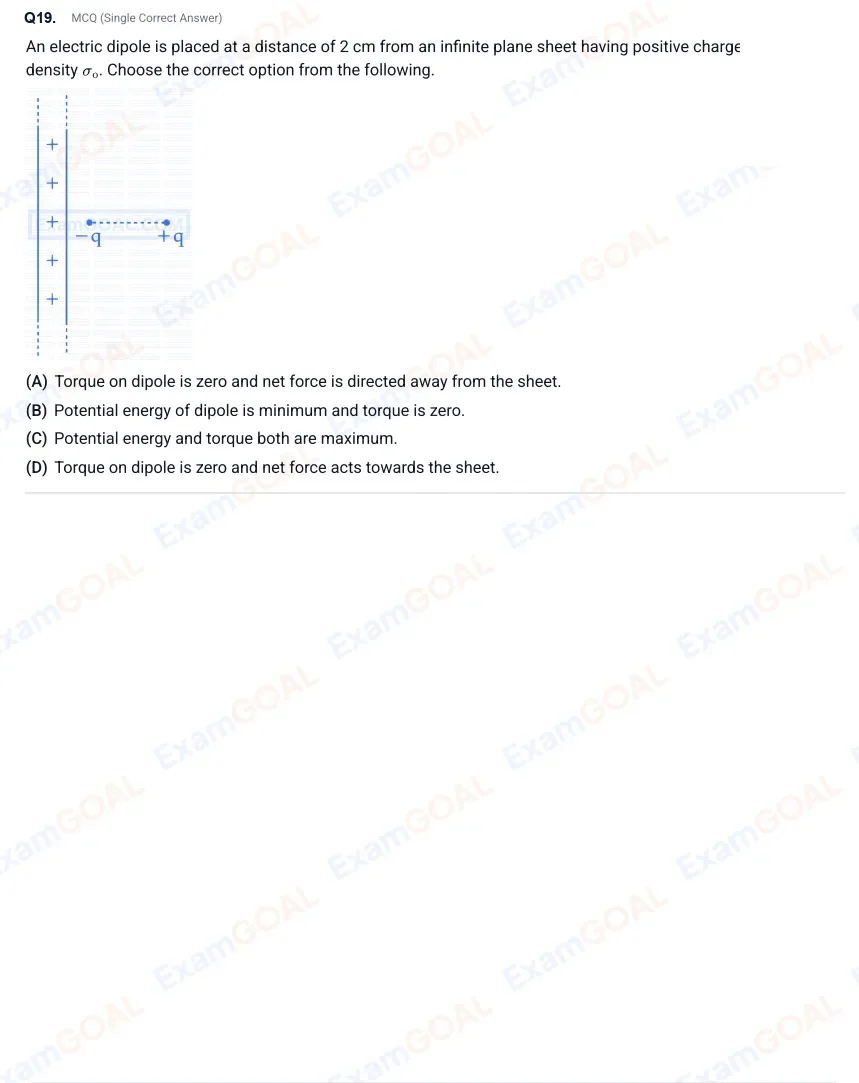 Q19. MCQ (Single Correct Answer)
An electric dipole is placed at a distance of 2 cm from an infinite plane sheet having positive charge
density σₒ. Choose the correct option from the following.
+
+
+
−q +q
+
+
(A) Torque on dipole is zero and net force is directed away from the sheet.
(B) Potential energy of dipole is minimum and torque is zero.
(C) Potential energy and torque both are maximum.
(D) Torque on dipole is zero and net force acts towards the sheet.
ExamGOAL